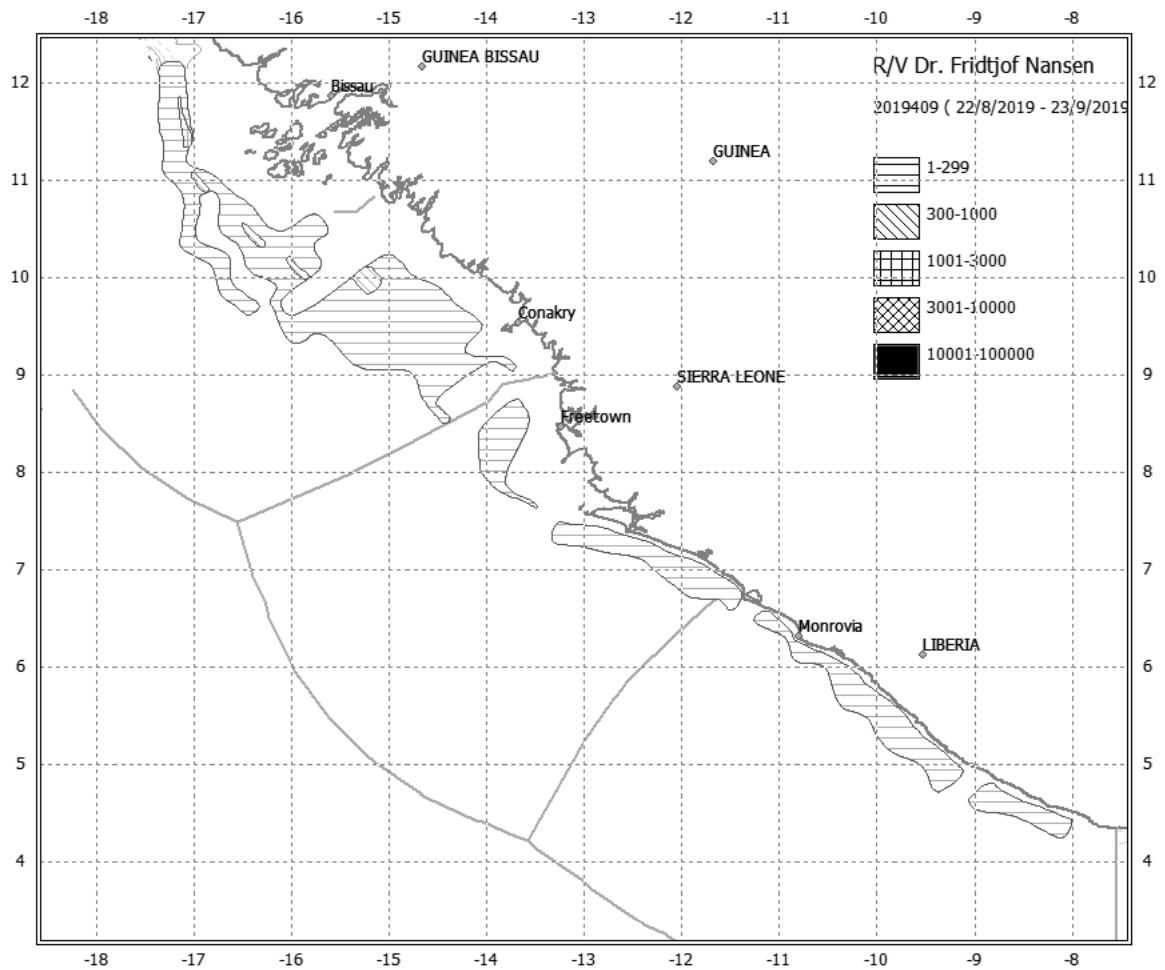 -18 -17 -16 -15 -14 -13 -12 -11 -10 -9 -8
R/V Dr. Fridtjof Nansen
2019409 ( 22/8/2019 - 23/9/2019
1-299
300-1000
1001-3000
3001-10000
10001-100000
12 12
11 11
10 10
9 9
8 8
7 7
6 6
5 5
4 4
GUINEA BISSAU
Bissau
GUINEA
Conakry
SIERRA LEONE
Freetown
Monrovia
LIBERIA
-18 -17 -16 -15 -14 -13 -12 -11 -10 -9 -8